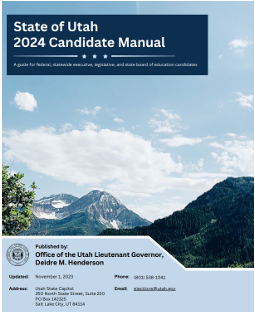 State of Utah
2024 Candidate Manual
A guide for federal, statewide executive, legislative, and state board of education candidates
Published by:
Office of the Utah Lieutenant Governor,
Deidre M. Henderson
Updated: November 1, 2023 Phone: (801) 538-1041
Address: Utah State Capitol Email: elections@utah.gov
350 North State Street, Suite 220
PO Box 142325
Salt Lake City, UT 84114